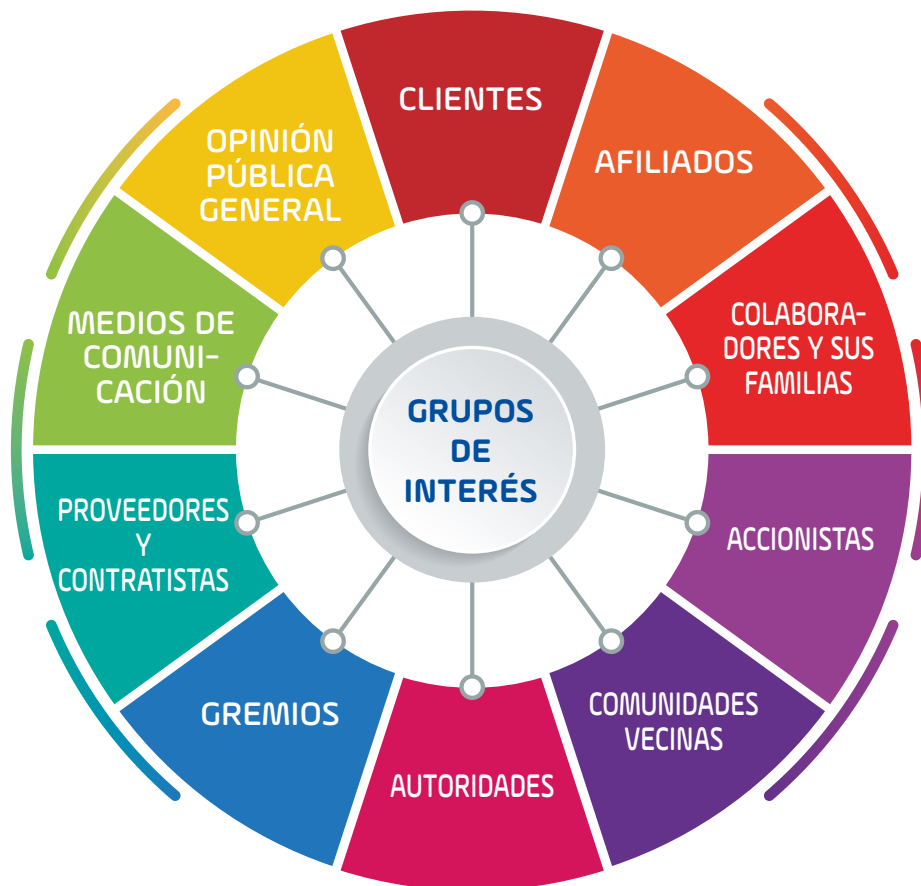 CLIENTES
AFILIADOS
COLABORA-
DORES Y SUS
FAMILIAS
ACCIONISTAS
COMUNIDADES
VECINAS
AUTORIDADES
GREMIOS
PROVEEDORES
Y
CONTRATISTAS
MEDIOS DE
COMUNI-
CACIÓN
OPINIÓN
PÚBLICA
GENERAL
GRUPOS
DE
INTERÉS